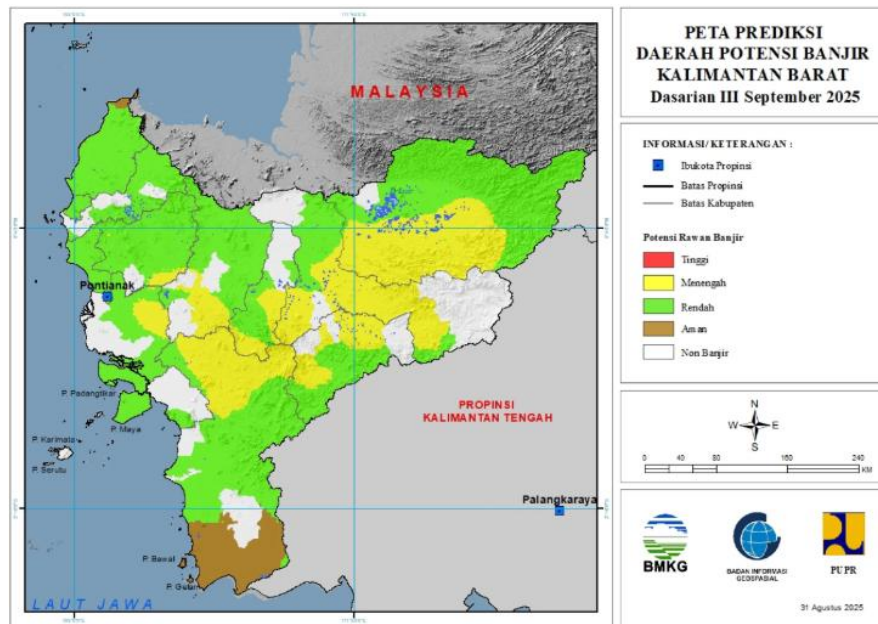 PETA PREDIKSI
DAERAH POTENSI BANJIR
KALIMANTAN BARAT
Dasarian III September 2025
MALAYSIA
Pontianak
P. Padangtikar
P. Maya
P. Karimata
P. Serutu
PROPINSI
KALIMANTAN TENGAH
Palangkaraya
P. Bawal
P. Gelam
LAUT JAWA
INFORMASI/ KETERANGAN :
Ibukota Propinsi
Batas Propinsi
Batas Kabupaten
Potensi Rawan Banjir
Tinggi
Menengah
Rendah
Aman
Non Banjir
N
W E
S
0 40 80 160 240
KM
BMKG
BADAN INFORMASI
GEOSPASIAL
PUPR
31 Agustus 2025